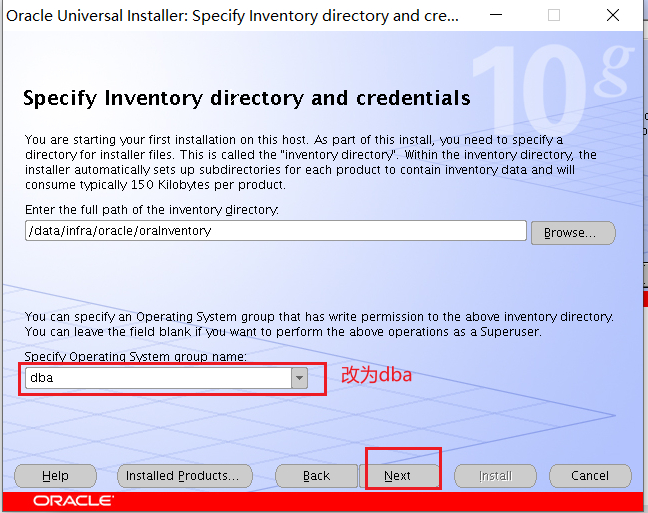 Oracle Universal Installer: Specify Inventory directory and cre...
10g
Specify Inventory directory and credentials
You are starting your first installation on this host. As part of this install, you need to specify a
directory for installer files. This is called the "inventory directory". Within the inventory directory, the
installer automatically sets up subdirectories for each product to contain inventory data and will
consume typically 150 Kilobytes per product.
Enter the full path of the inventory directory:
/data/infra/oracle/oraInventory
Browse...
You can specify an Operating System group that has write permission to the above inventory directory.
You can leave the field blank if you want to perform the above operations as a Superuser.
Specify Operating System group name:
dba
改为dba
Help
Installed Products...
Back
Next
Install
Cancel
ORACLE